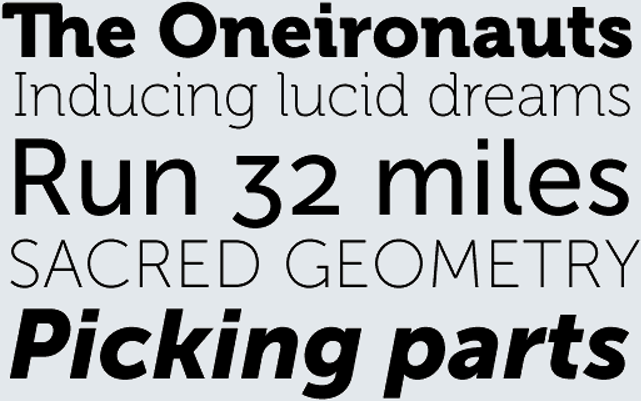 The Oneironauts
Inducing lucid dreams
Run 32 miles
SACRED GEOMETRY
Picking parts